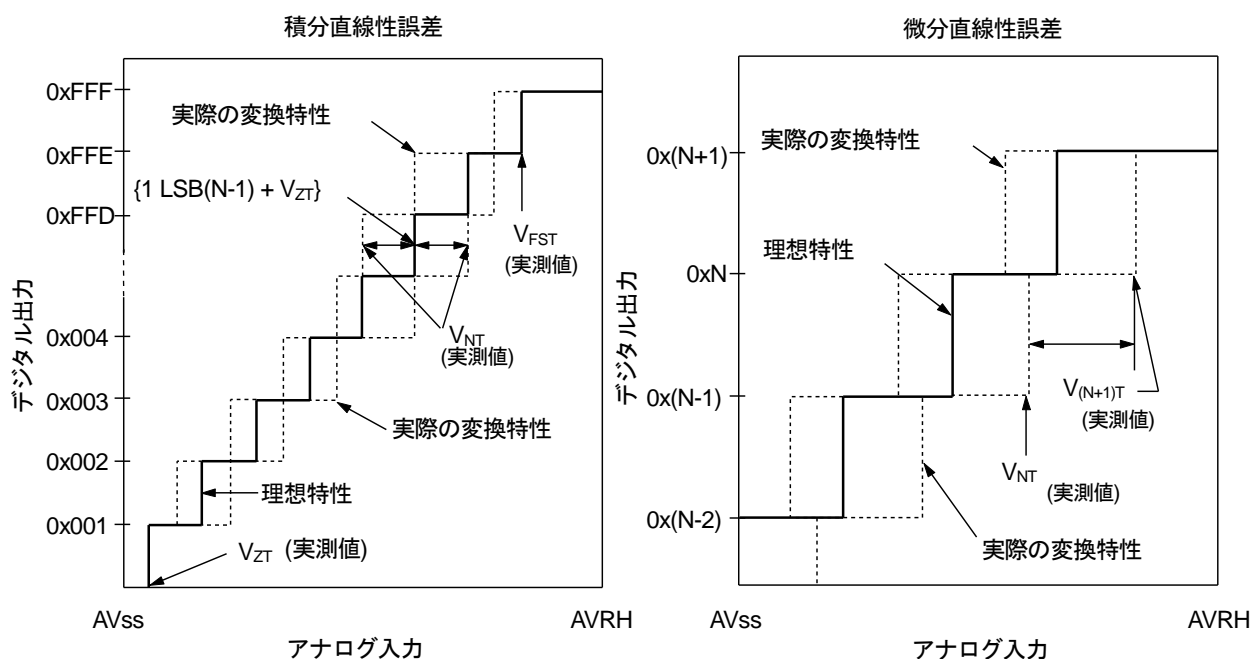 積分直線性誤差
0xFFF
0xFFE
0xFFD
0x004
0x003
0x002
0x001
デジタル出力
実際の変換特性
{1 LSB(N-1) + VZT}
VFST
(実測値)
VNT
(実測値)
実際の変換特性
理想特性
VZT (実測値)
AVss
AVRH
アナログ入力
微分直線性誤差
0x(N+1)
0xN
0x(N-1)
0x(N-2)
デジタル出力
実際の変換特性
理想特性
V(N+1)T
(実測値)
VNT
(実測値)
実際の変換特性
AVss
AVRH
アナログ入力